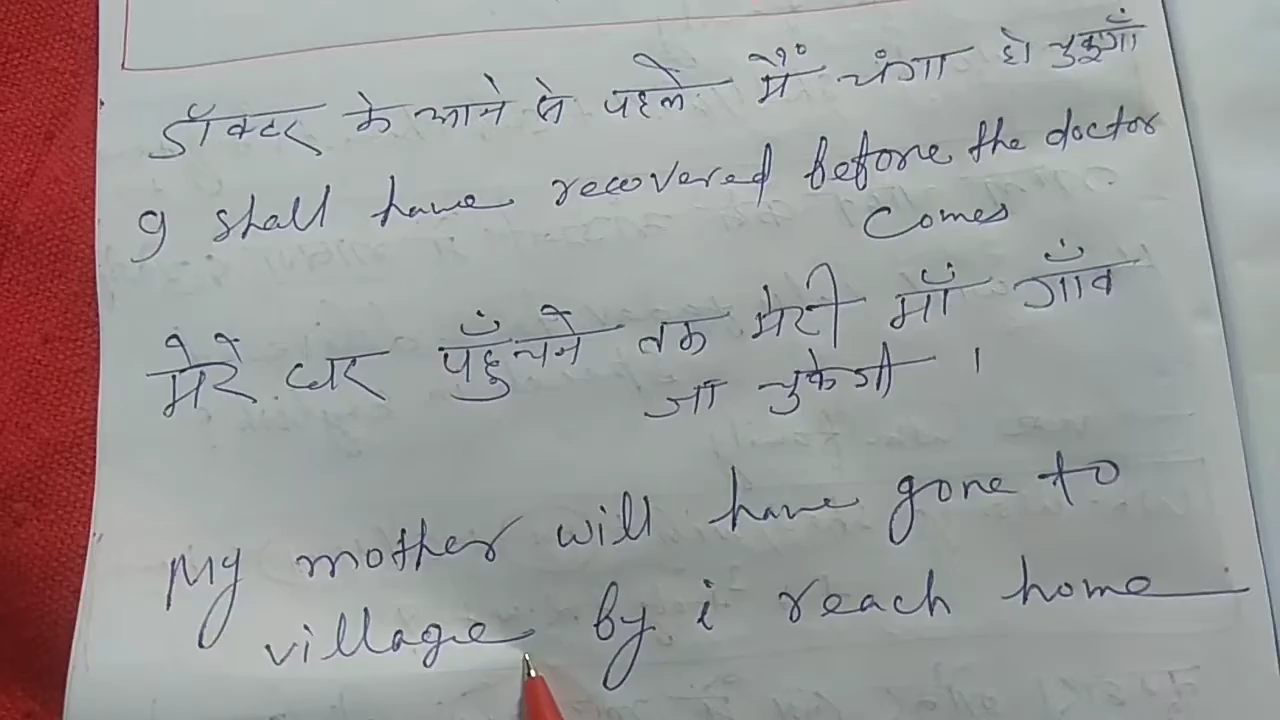 डॉक्टर के आने से पहले मैं चंगा हो चुकूगाँ
I shall have recovered before the doctor
comes
मेरे घर पहुँचने तक मेरी माँ गाँव
जा चुकेगी ।
My mother will have gone to
village by i reach home